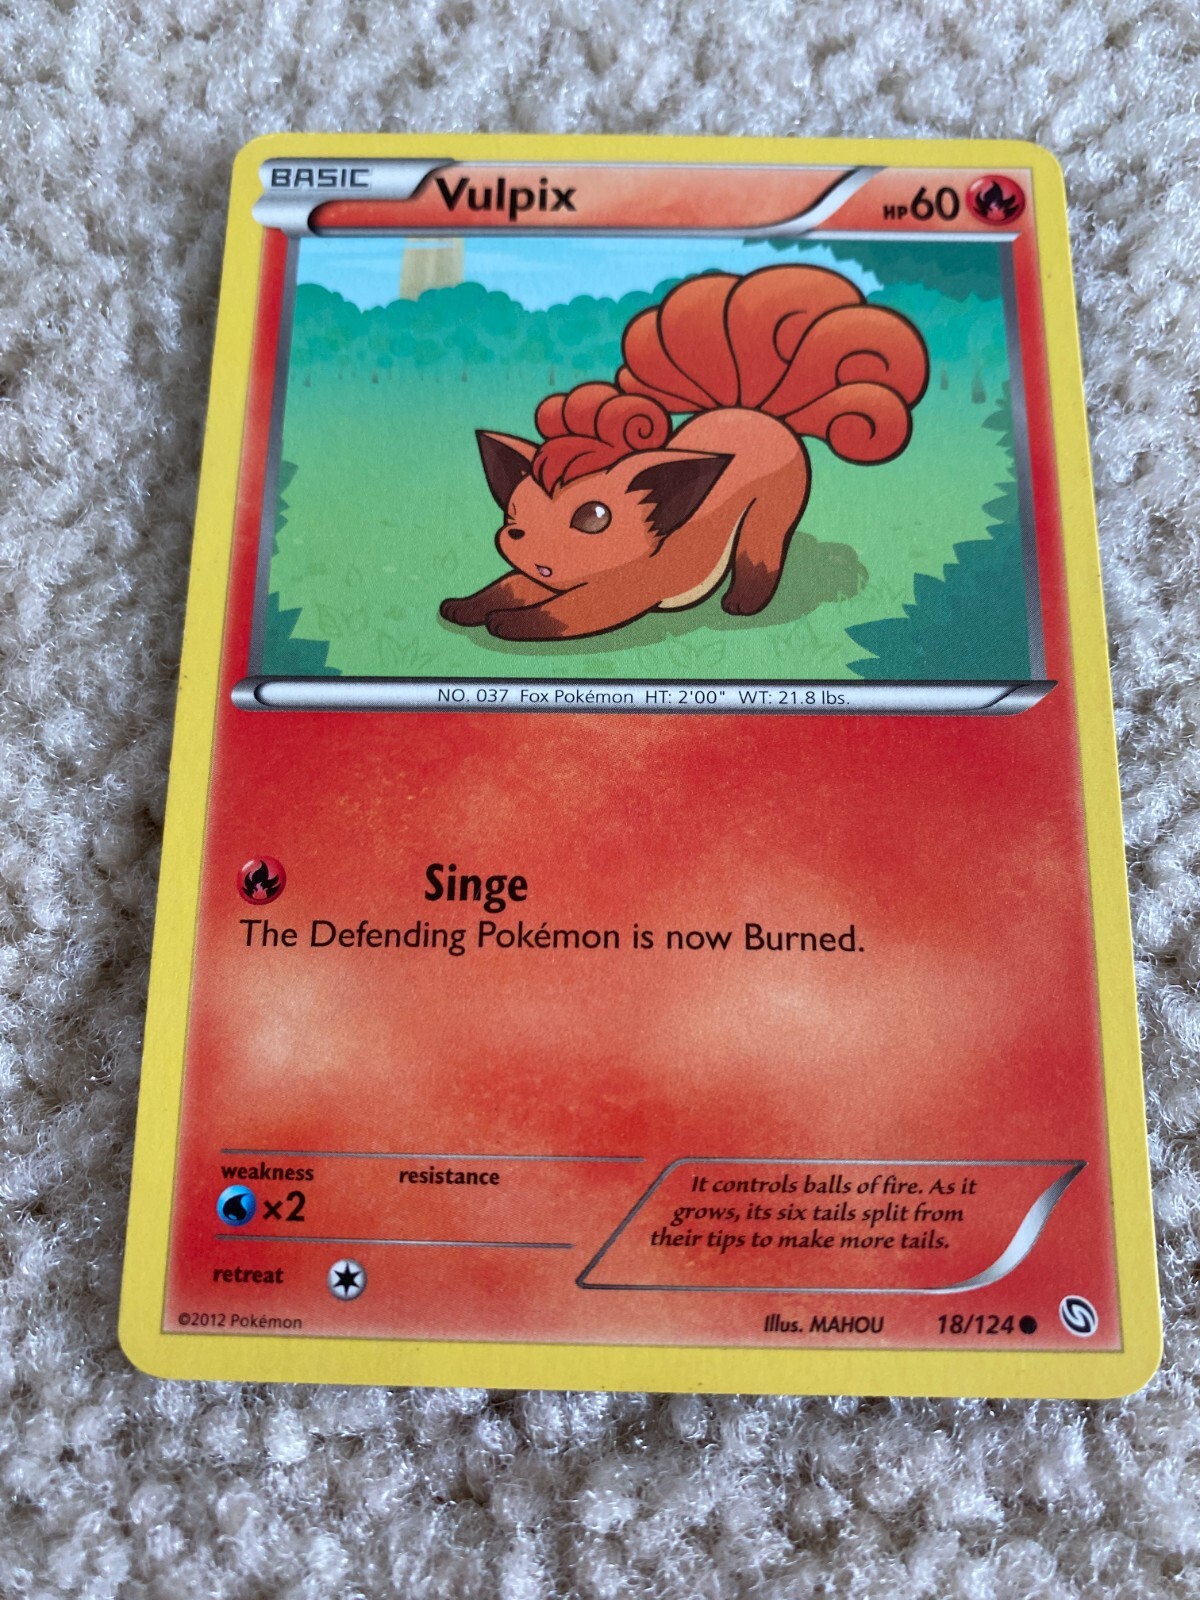 BASIC Vulpix HP60
NO. 037 Fox Pokémon HT: 2'00" WT: 21.8 lbs.
Singe
The Defending Pokémon is now Burned.
weakness resistance
×2
retreat
It controls balls of fire. As it
grows, its six tails split from
their tips to make more tails.
©2012 Pokémon Illus. MAHOU 18/124